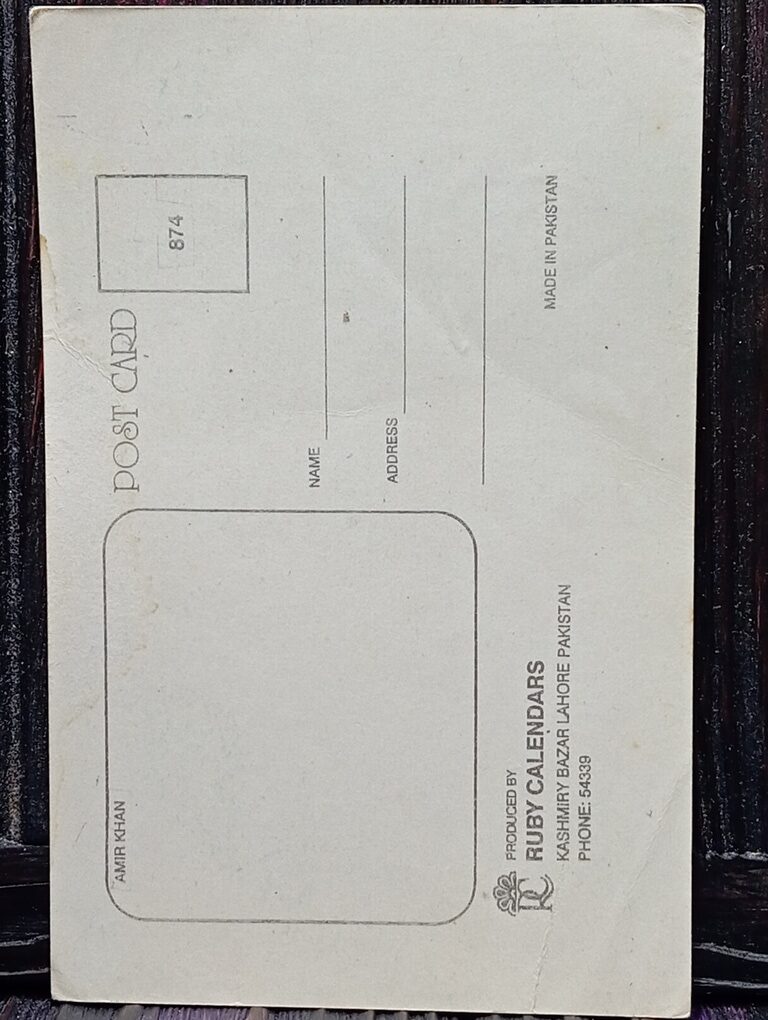 POST CARD
874
AMIR KHAN
NAME
ADDRESS
PRODUCED BY
RUBY CALENDARS
KASHMIRY BAZAR LAHORE PAKISTAN
PHONE: 54339
MADE IN PAKISTAN
RC